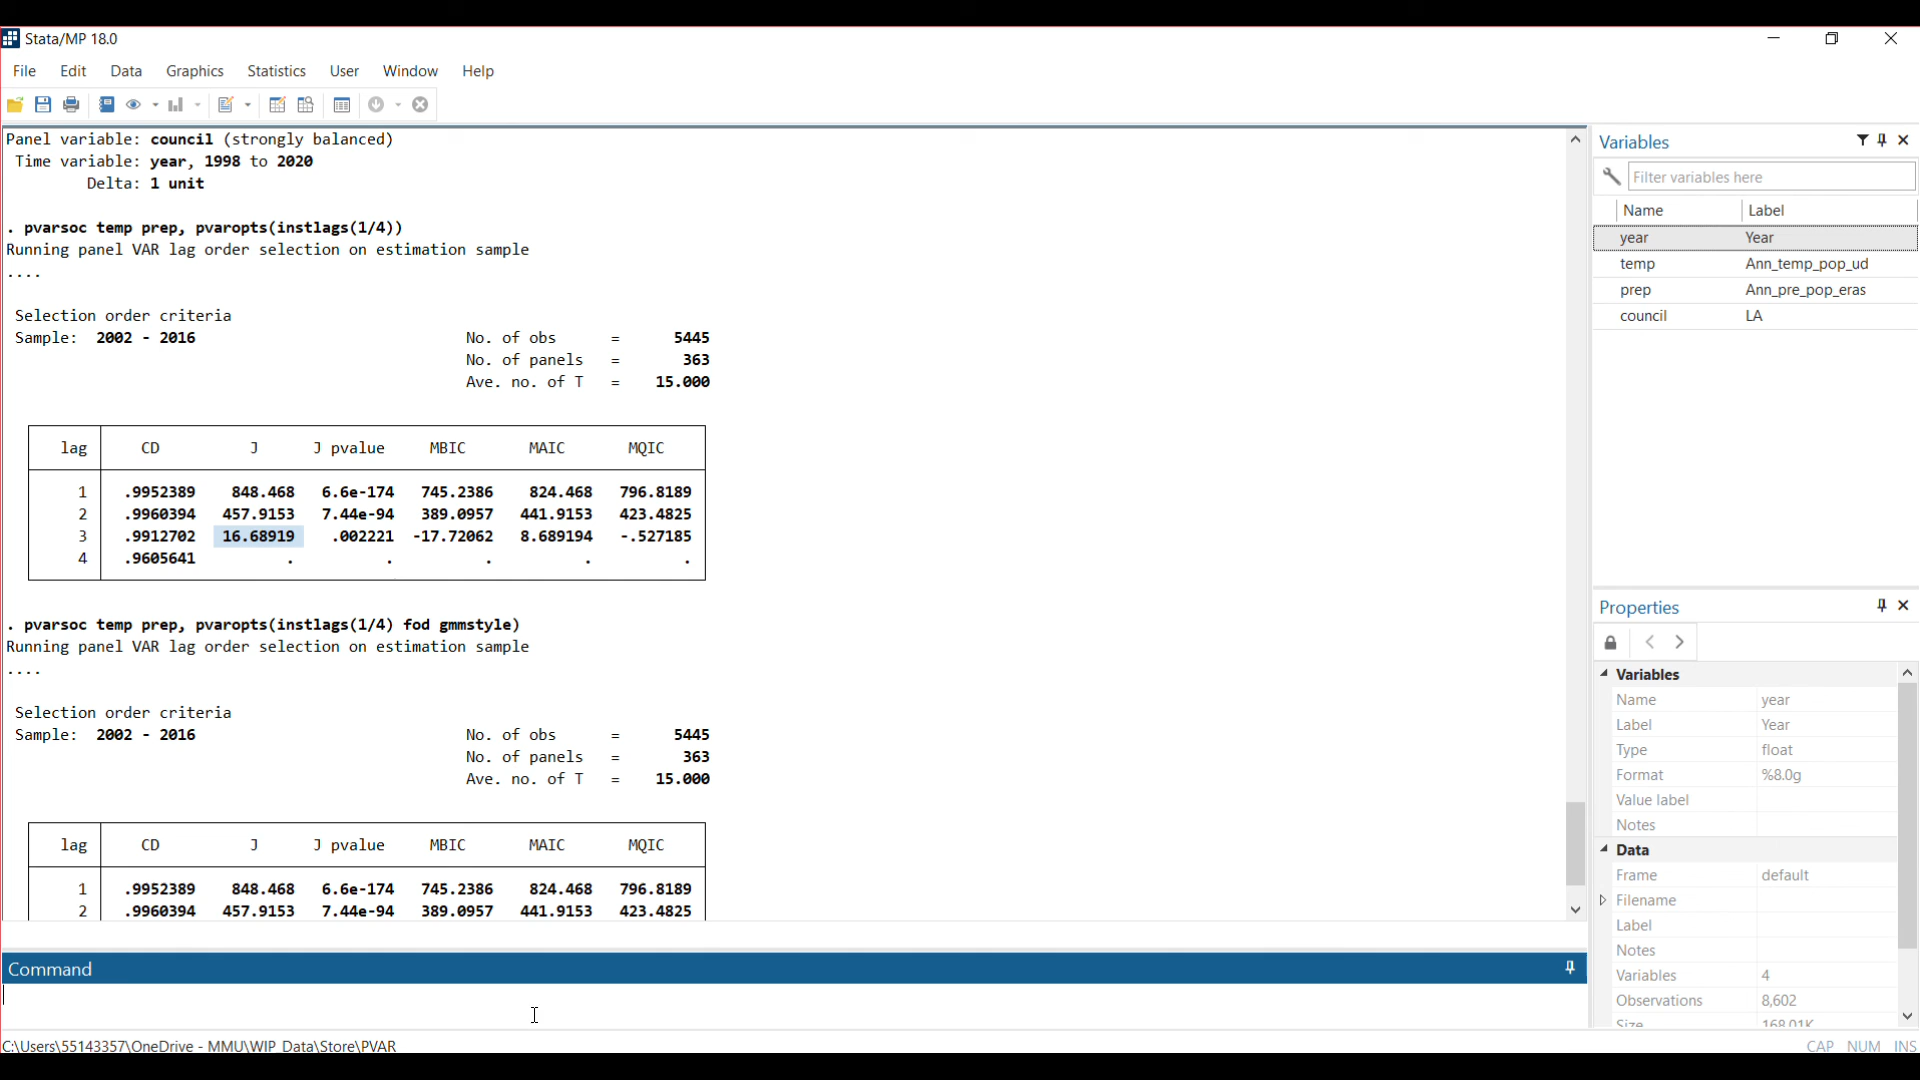 Stata/MP 18.0
File Edit Data Graphics Statistics User Window Help
Panel variable: council (strongly balanced)
Time variable: year, 1998 to 2020
Delta: 1 unit
. pvarsoc temp prep, pvaropts(instlags(1/4))
Running panel VAR lag order selection on estimation sample
....
Selection order criteria
Sample: 2002 - 2016 No. of obs = 5445
No. of panels = 363
Ave. no. of T = 15.000
lag CD J J pvalue MBIC MAIC MQIC
1 .9952389 848.468 6.6e-174 745.2386 824.468 796.8189
2 .9960394 457.9153 7.44e-94 389.0957 441.9153 423.4825
3 .9912702 16.68919 .002221 -17.72062 8.689194 -.527185
4 .9605641 . . . . .
. pvarsoc temp prep, pvaropts(instlags(1/4) fod gmmstyle)
Running panel VAR lag order selection on estimation sample
....
Selection order criteria
Sample: 2002 - 2016 No. of obs = 5445
No. of panels = 363
Ave. no. of T = 15.000
lag CD J J pvalue MBIC MAIC MQIC
1 .9952389 848.468 6.6e-174 745.2386 824.468 796.8189
2 .9960394 457.9153 7.44e-94 389.0957 441.9153 423.4825
Command
C:\Users\55143357\OneDrive - MMU\WIP_Data\Store\PVAR
Variables
Filter variables here
Name Label
year Year
temp Ann_temp_pop_ud
prep Ann_pre_pop_eras
council LA
Properties
Variables
Name year
Label Year
Type float
Format %8.0g
Value label
Notes
Data
Frame default
Filename
Label
Notes
Variables 4
Observations 8,602
Size 168.01K
CAP NUM INS